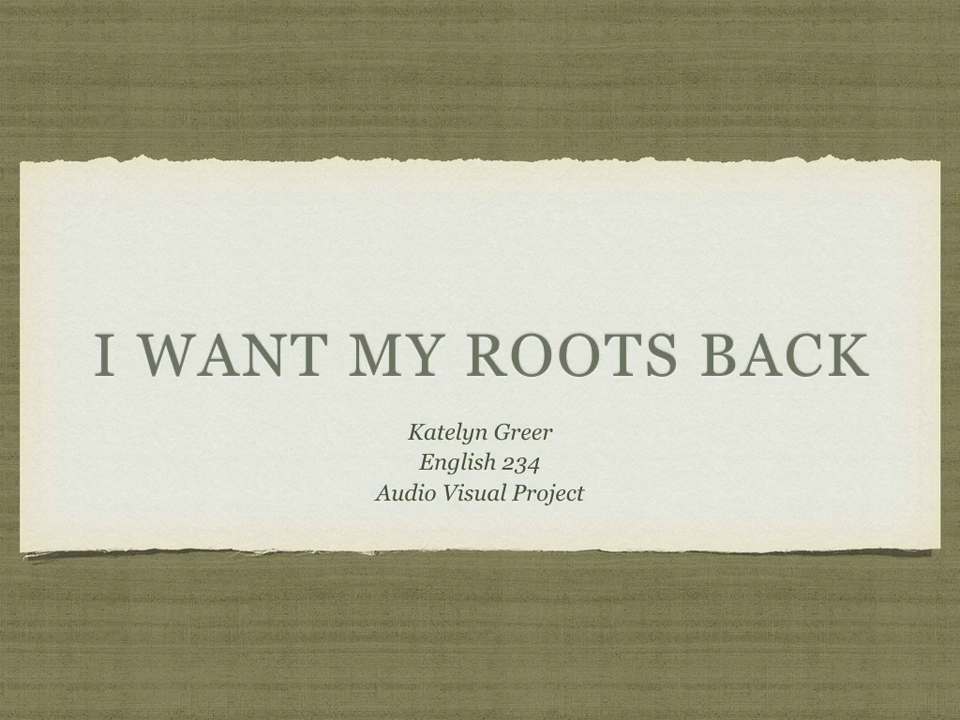 I WANT MY ROOTS BACK
Katelyn Greer
English 234
Audio Visual Project